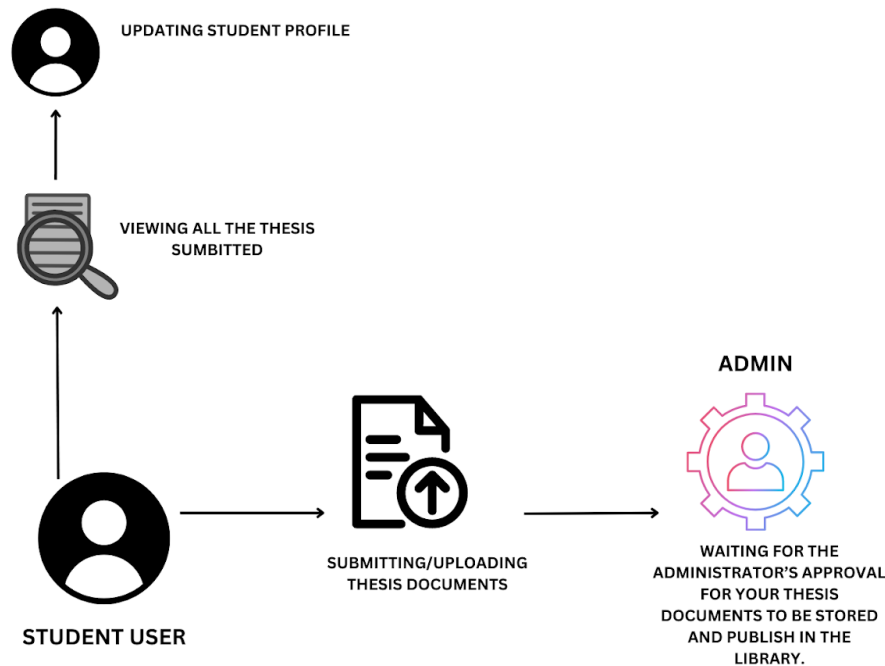 UPDATING STUDENT PROFILE
VIEWING ALL THE THESIS
SUMBITTED
ADMIN
SUBMITTING/UPLOADING
THESIS DOCUMENTS
WAITING FOR THE
ADMINISTRATOR'S APPROVAL
FOR YOUR THESIS
DOCUMENTS TO BE STORED
AND PUBLISH IN THE
LIBRARY.
STUDENT USER